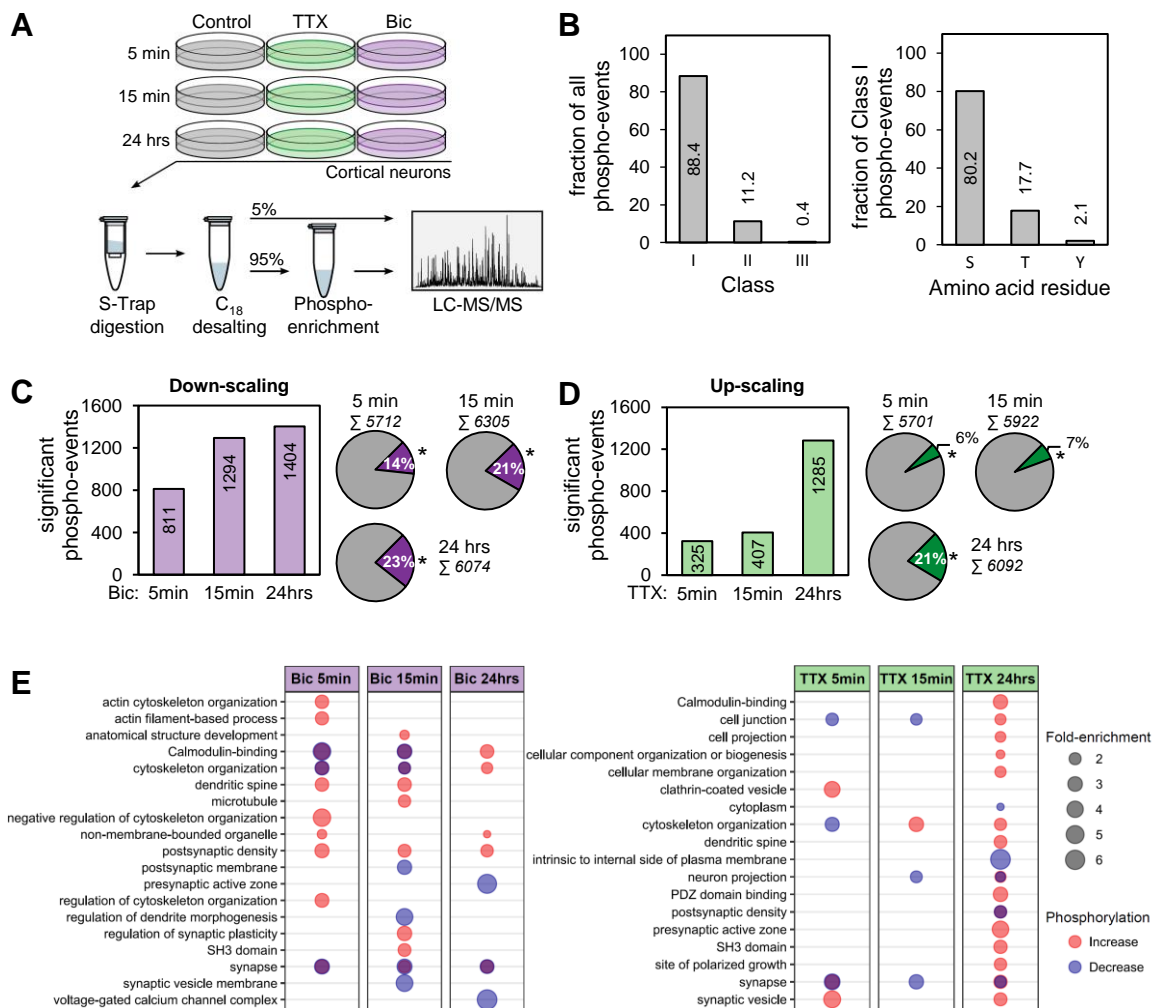 A
Control
TTX
Bic
5 min
15 min
24 hrs
Cortical neurons
5%
95%
S-Trap
digestion
C18
desalting
Phospho-
enrichment
LC-MS/MS
B
fraction of all
phospho-events
100
80
60
40
20
0
88.4
11.2
0.4
I
II
III
Class
fraction of Class I
phospho-events
100
80
60
40
20
0
80.2
17.7
2.1
S
T
Y
Amino acid residue
C
Down-scaling
significant
phospho-events
1600
1200
800
400
0
811
1294
1404
Bic: 5min 15min 24hrs
5 min
∑ 5712
14%
*
15 min
∑ 6305
21%
*
23%
*
24 hrs
∑ 6074
D
Up-scaling
significant
phospho-events
1600
1200
800
400
0
325
407
1285
TTX: 5min 15min 24hrs
5 min
∑ 5701
6%
*
15 min
∑ 5922
7%
*
21%
*
24 hrs
∑ 6092
E
Bic 5min
Bic 15min
Bic 24hrs
actin cytoskeleton organization
actin filament-based process
anatomical structure development
Calmodulin-binding
cytoskeleton organization
dendritic spine
microtubule
negative regulation of cytoskeleton organization
non-membrane-bounded organelle
postsynaptic density
postsynaptic membrane
presynaptic active zone
regulation of cytoskeleton organization
regulation of dendrite morphogenesis
regulation of synaptic plasticity
SH3 domain
synapse
synaptic vesicle membrane
voltage-gated calcium channel complex
TTX 5min
TTX 15min
TTX 24hrs
Calmodulin-binding
cell junction
cell projection
cellular component organization or biogenesis
cellular membrane organization
clathrin-coated vesicle
cytoplasm
cytoskeleton organization
dendritic spine
intrinsic to internal side of plasma membrane
neuron projection
PDZ domain binding
postsynaptic density
presynaptic active zone
SH3 domain
site of polarized growth
synapse
synaptic vesicle
Fold-enrichment
2
3
4
5
6
Phosphorylation
Increase
Decrease